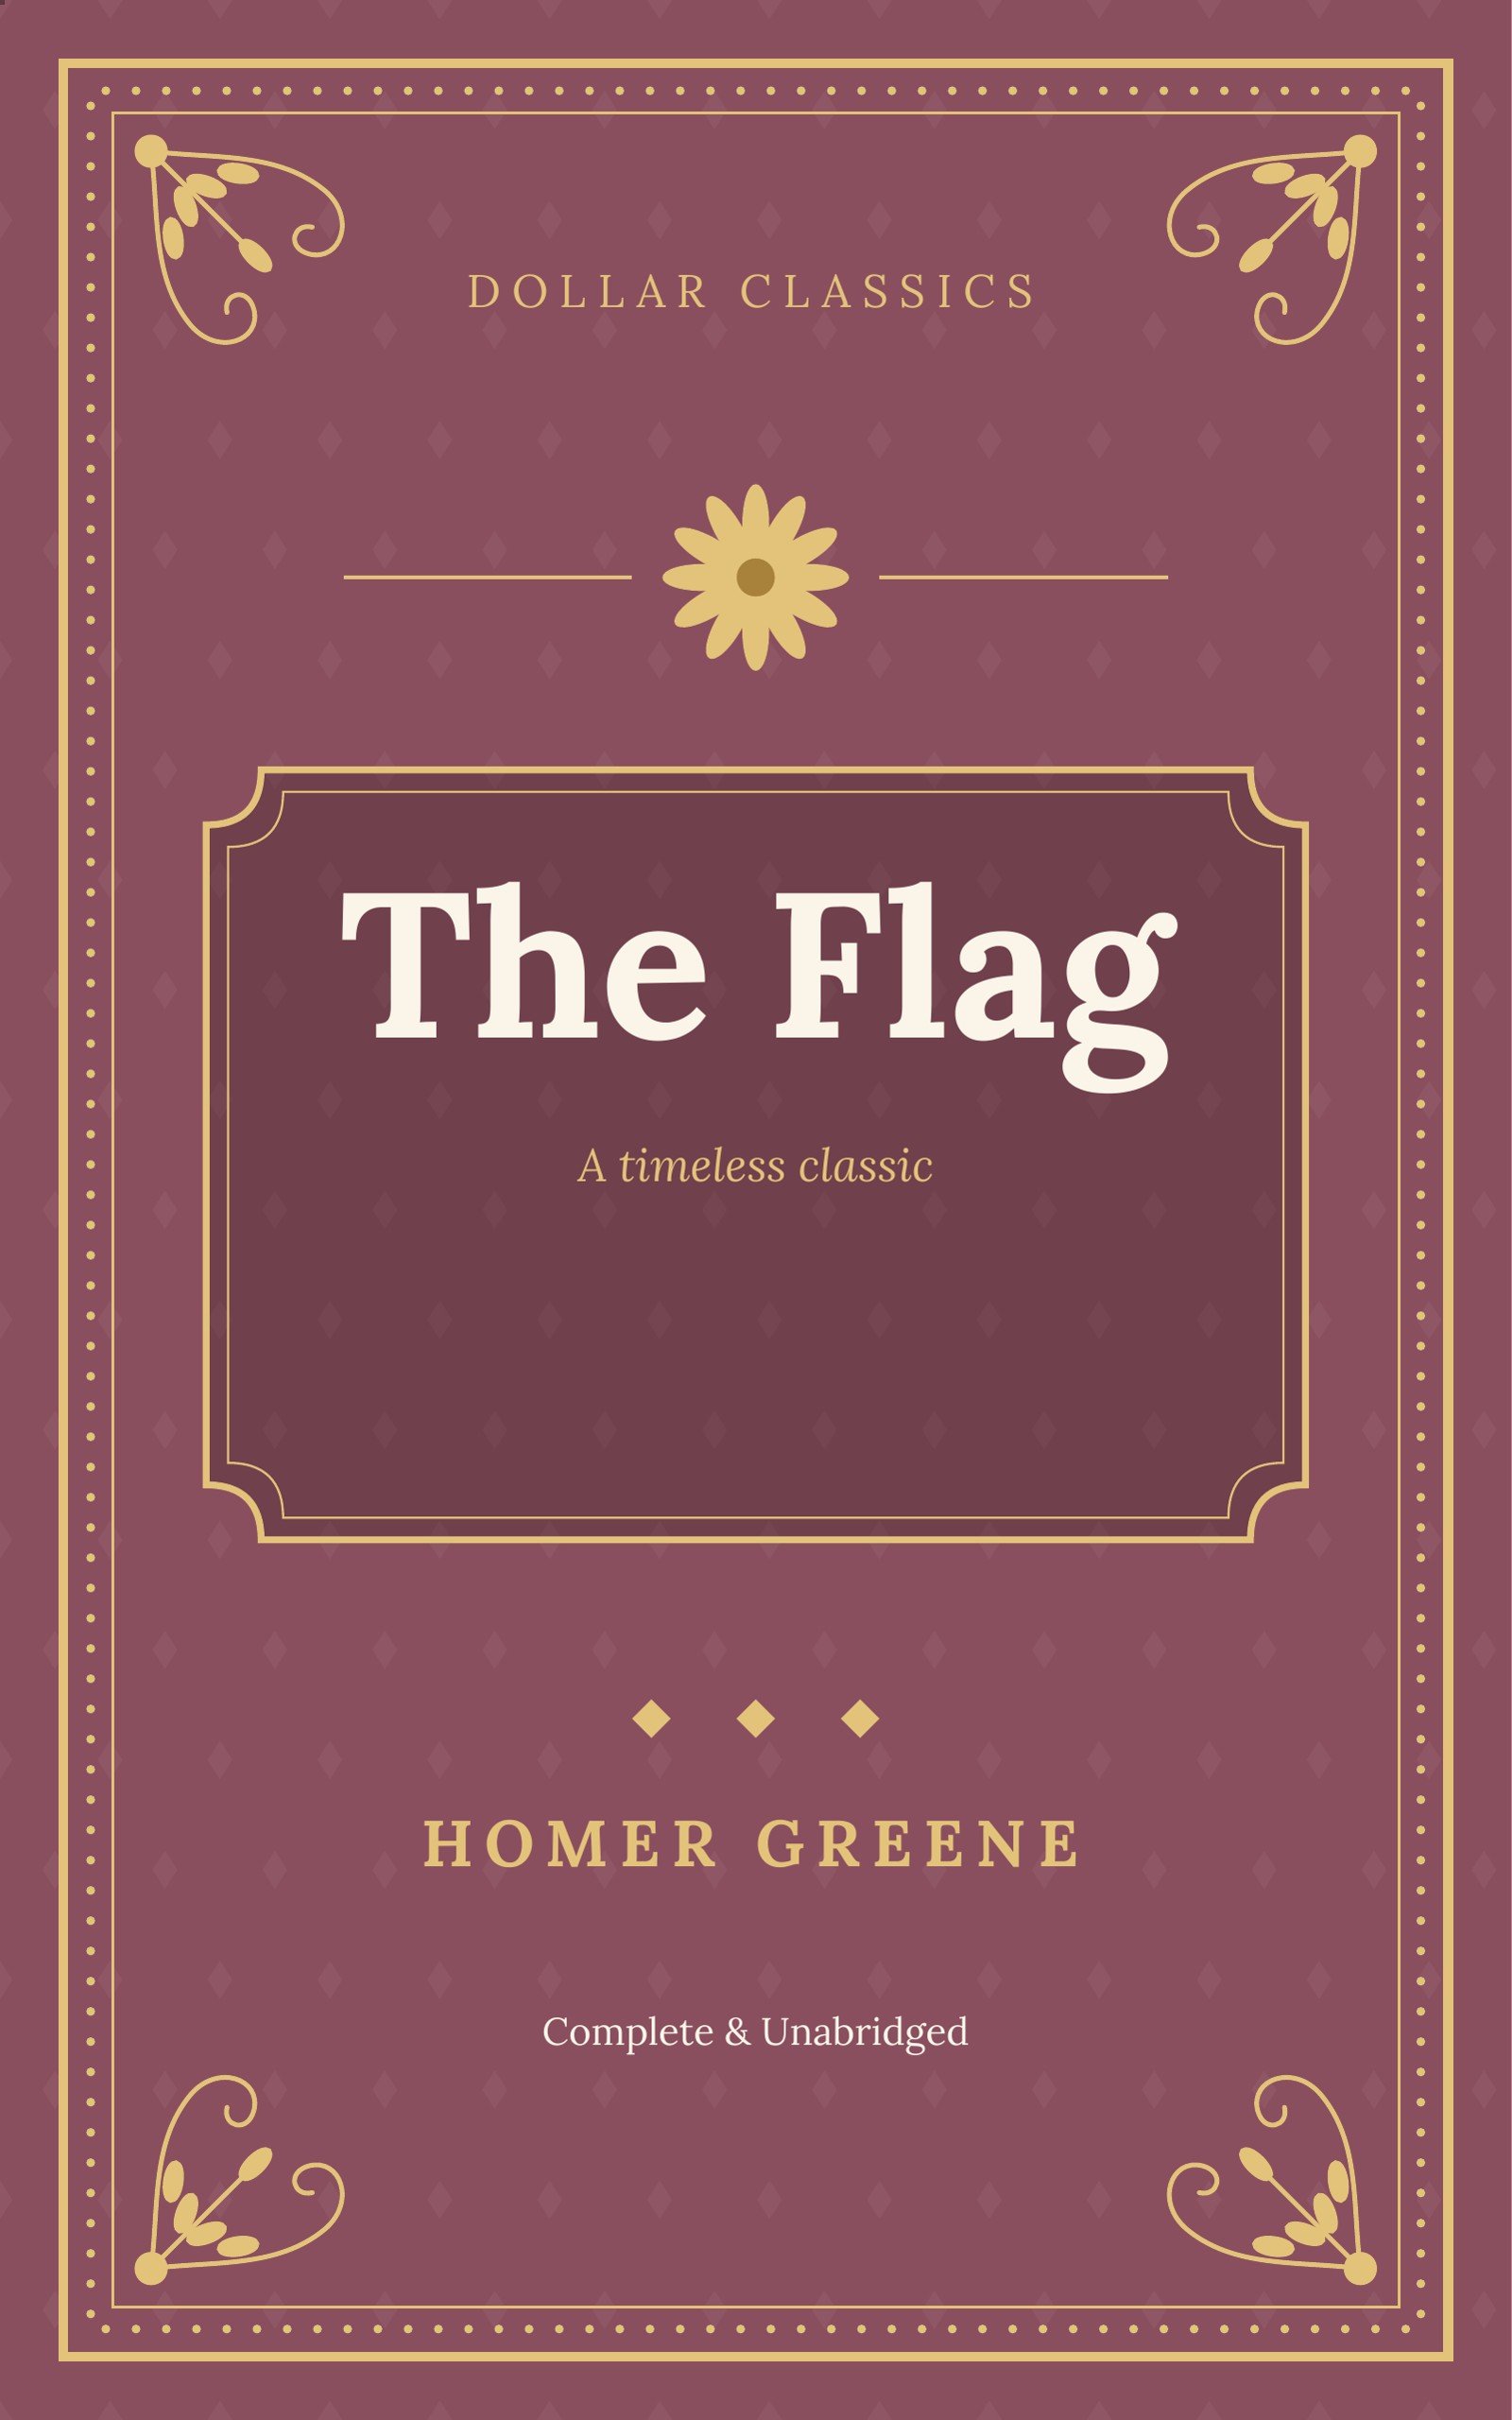 DOLLAR CLASSICS
The Flag
A timeless classic
HOMER GREENE
Complete & Unabridged